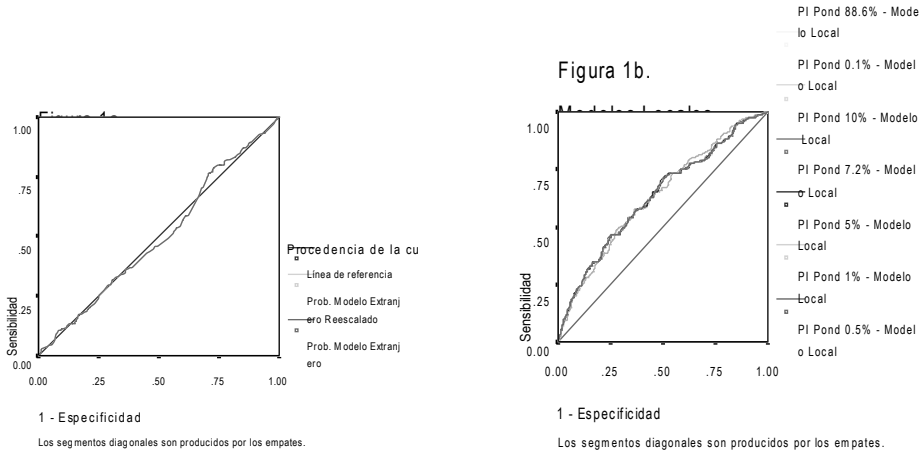 1.00
.75
.50
.25
0.00
Sensibilidad
0.00 .25 .50 .75 1.00
1 - Especificidad
Los segmentos diagonales son producidos por los empates.
Procedencia de la cu
Línea de referencia
Prob. Modelo Extranj
ero Reescalado
Prob. Modelo Extranj
ero
Figura 1b.
1.00
.75
.50
.25
0.00
Sensibilidad
0.00 .25 .50 .75 1.00
1 - Especificidad
Los segmentos diagonales son producidos por los empates.
PI Pond 88.6% - Mode
lo Local
PI Pond 0.1% - Model
o Local
PI Pond 10% - Modelo
Local
PI Pond 7.2% - Model
o Local
PI Pond 5% - Modelo
Local
PI Pond 1% - Modelo
Local
PI Pond 0.5% - Model
o Local